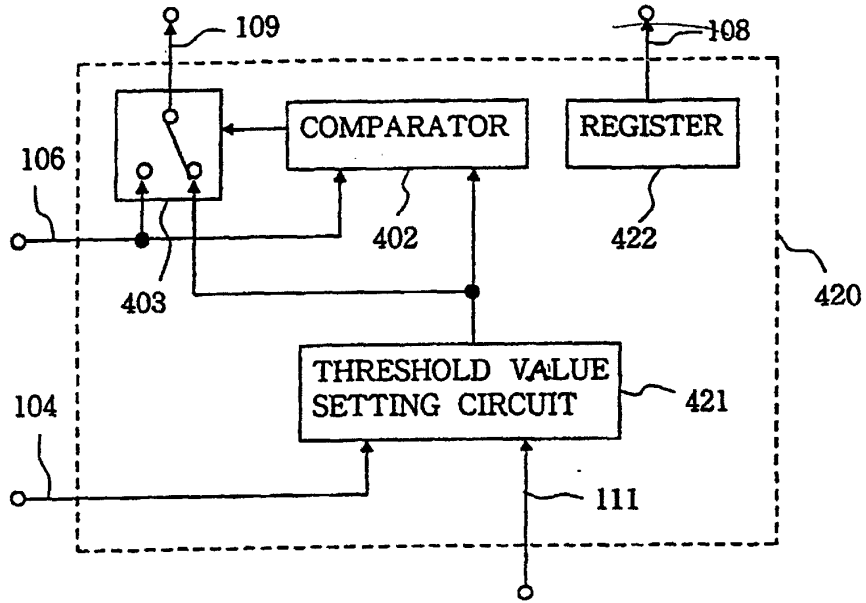 109
108
COMPARATOR
REGISTER
106
402
422
403
420
THRESHOLD VALUE
SETTING CIRCUIT
421
104
111